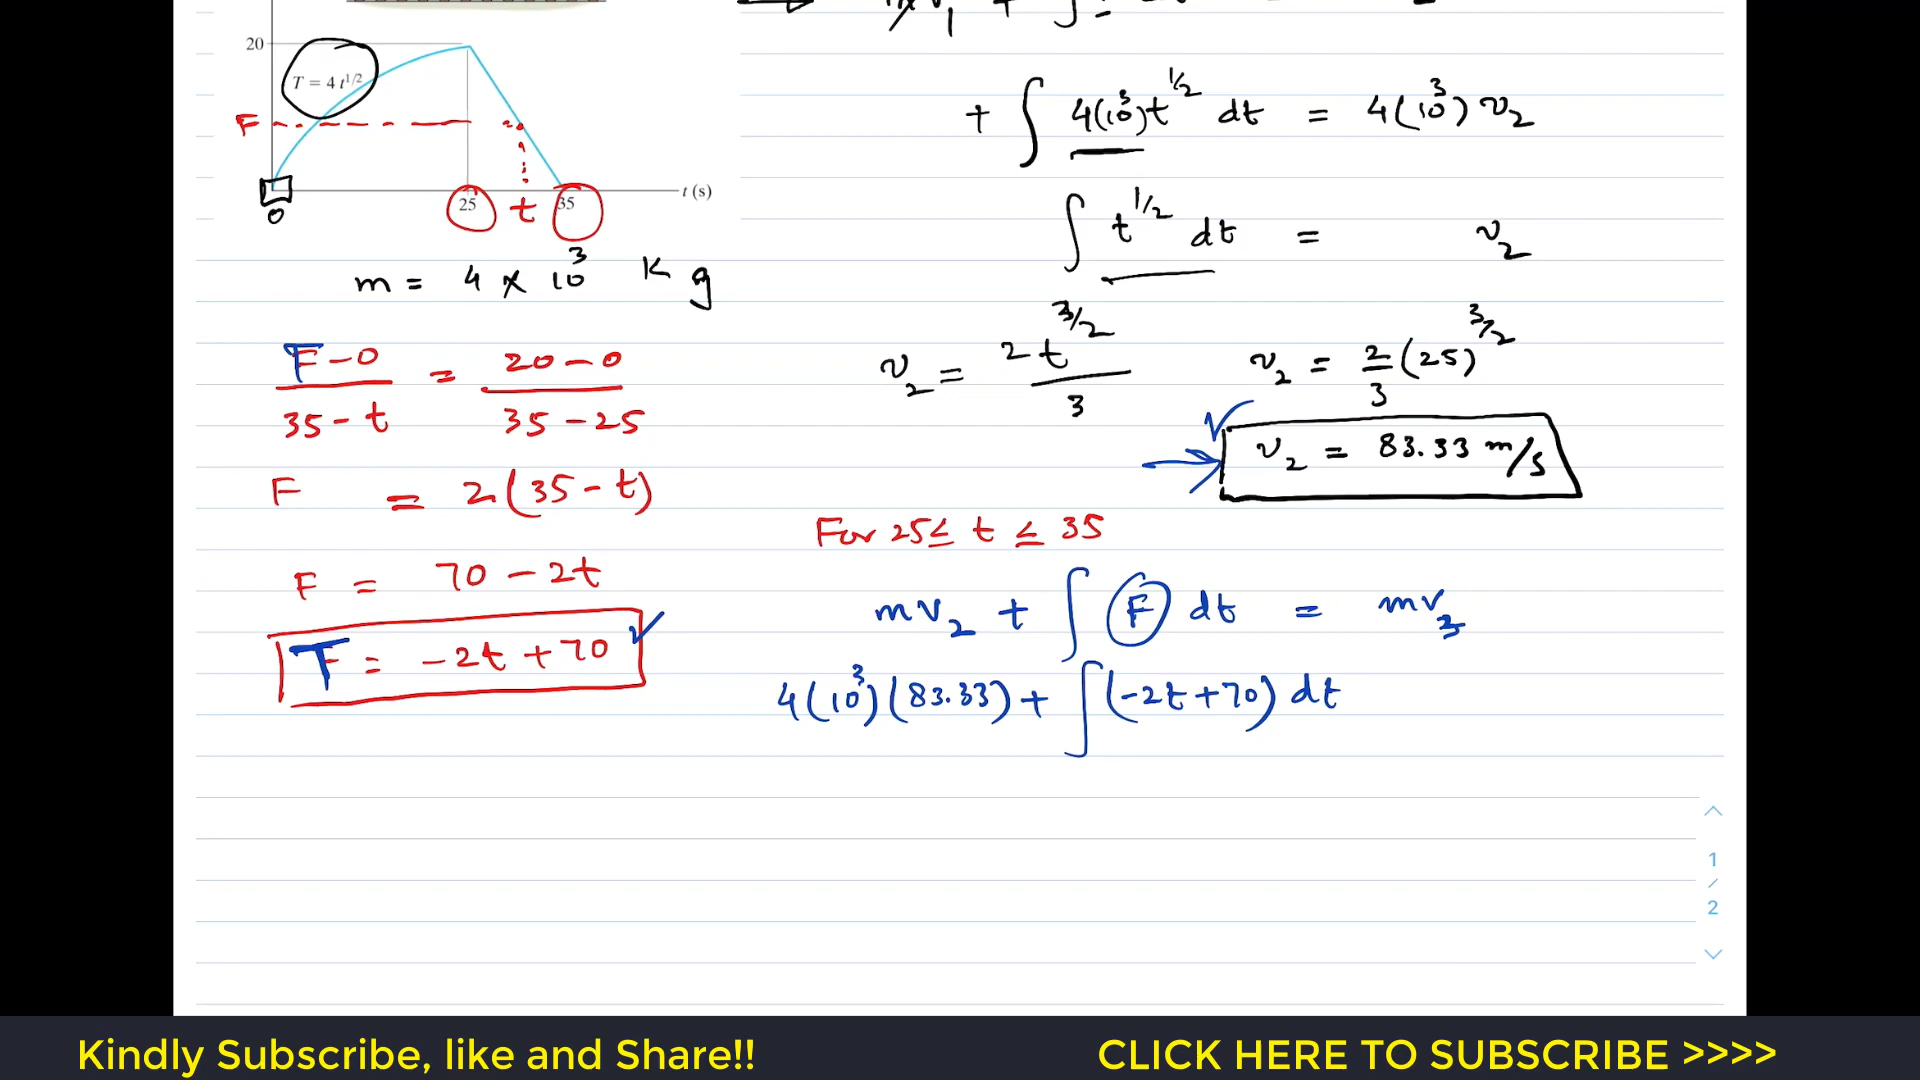 20
T = 4 t^1/2
F
0
25
t
35
t (s)
m = 4 × 10^3 Kg
T - 0 / 35 - t = 20 - 0 / 35 - 25
F = 2(35 - t)
F = 70 - 2t
T = -2t + 70
+ ∫ 4(10^3)t^1/2 dt = 4(10^3) v2
∫ t^1/2 dt = v2
v2 = 2t^3/2 / 3
v2 = 2/3 (25)^3/2
v2 = 83.33 m/s
For 25 ≤ t ≤ 35
mv2 + ∫ F dt = mv3
4(10^3)(83.33) + ∫ (-2t + 70) dt
1
/
2
Kindly Subscribe, like and Share!!
CLICK HERE TO SUBSCRIBE >>>>